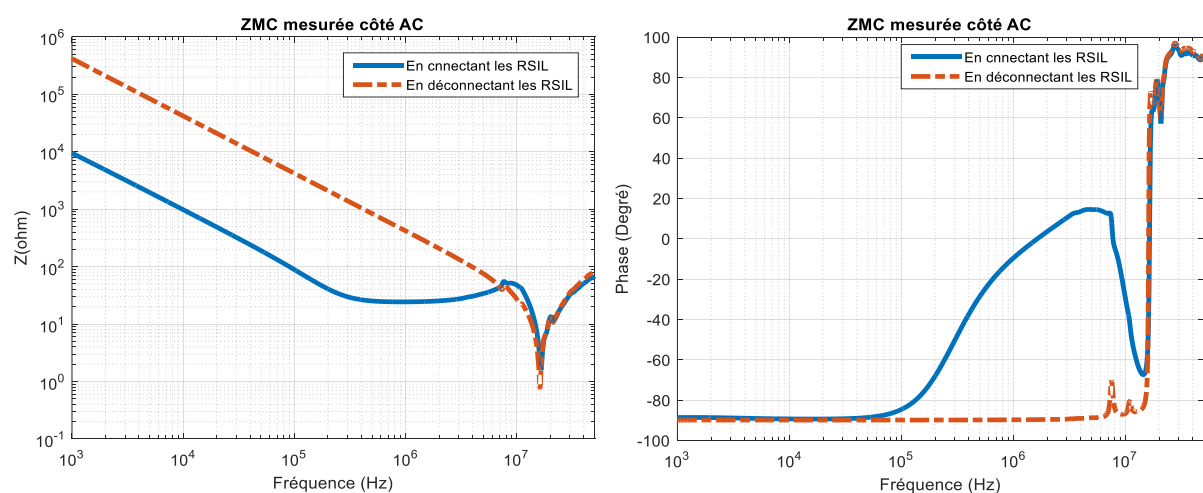 ZMC mesurée côté AC
10^6
10^5
10^4
10^3
10^2
10^1
10^0
10^-1
Z(ohm)
10^3
10^4
10^5
10^6
10^7
Fréquence (Hz)
En cnnectant les RSIL
En déconnectant les RSIL
ZMC mesurée côté AC
100
80
60
40
20
0
-20
-40
-60
-80
-100
Phase (Degré)
10^3
10^4
10^5
10^6
10^7
Fréquence (Hz)
En connectant les RSIL
En déconnectant les RSIL